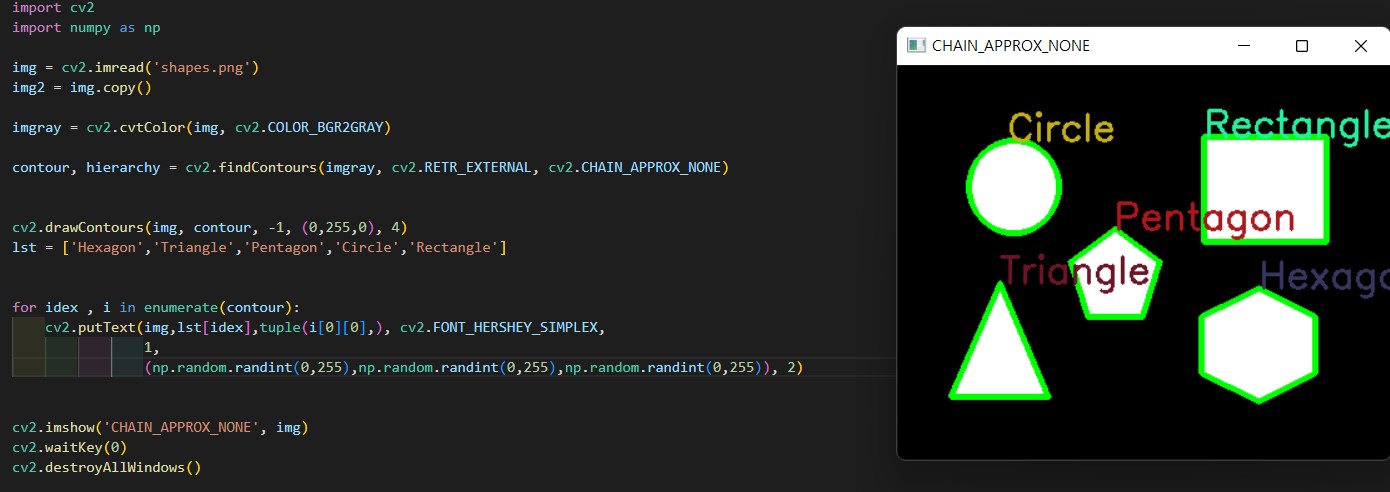 import cv2
import numpy as np
img = cv2.imread('shapes.png')
img2 = img.copy()
imgray = cv2.cvtColor(img, cv2.COLOR_BGR2GRAY)
contour, hierarchy = cv2.findContours(imgray, cv2.RETR_EXTERNAL, cv2.CHAIN_APPROX_NONE)
cv2.drawContours(img, contour, -1, (0,255,0), 4)
lst = ['Hexagon','Triangle','Pentagon','Circle','Rectangle']
for idex , i in enumerate(contour):
cv2.putText(img,lst[idex],tuple(i[0][0],), cv2.FONT_HERSHEY_SIMPLEX,
1,
(np.random.randint(0,255),np.random.randint(0,255),np.random.randint(0,255)), 2)
cv2.imshow('CHAIN_APPROX_NONE', img)
cv2.waitKey(0)
cv2.destroyAllWindows()
CHAIN_APPROX_NONE
Circle
Rectangle
Pentagon
Triangle
Hexago